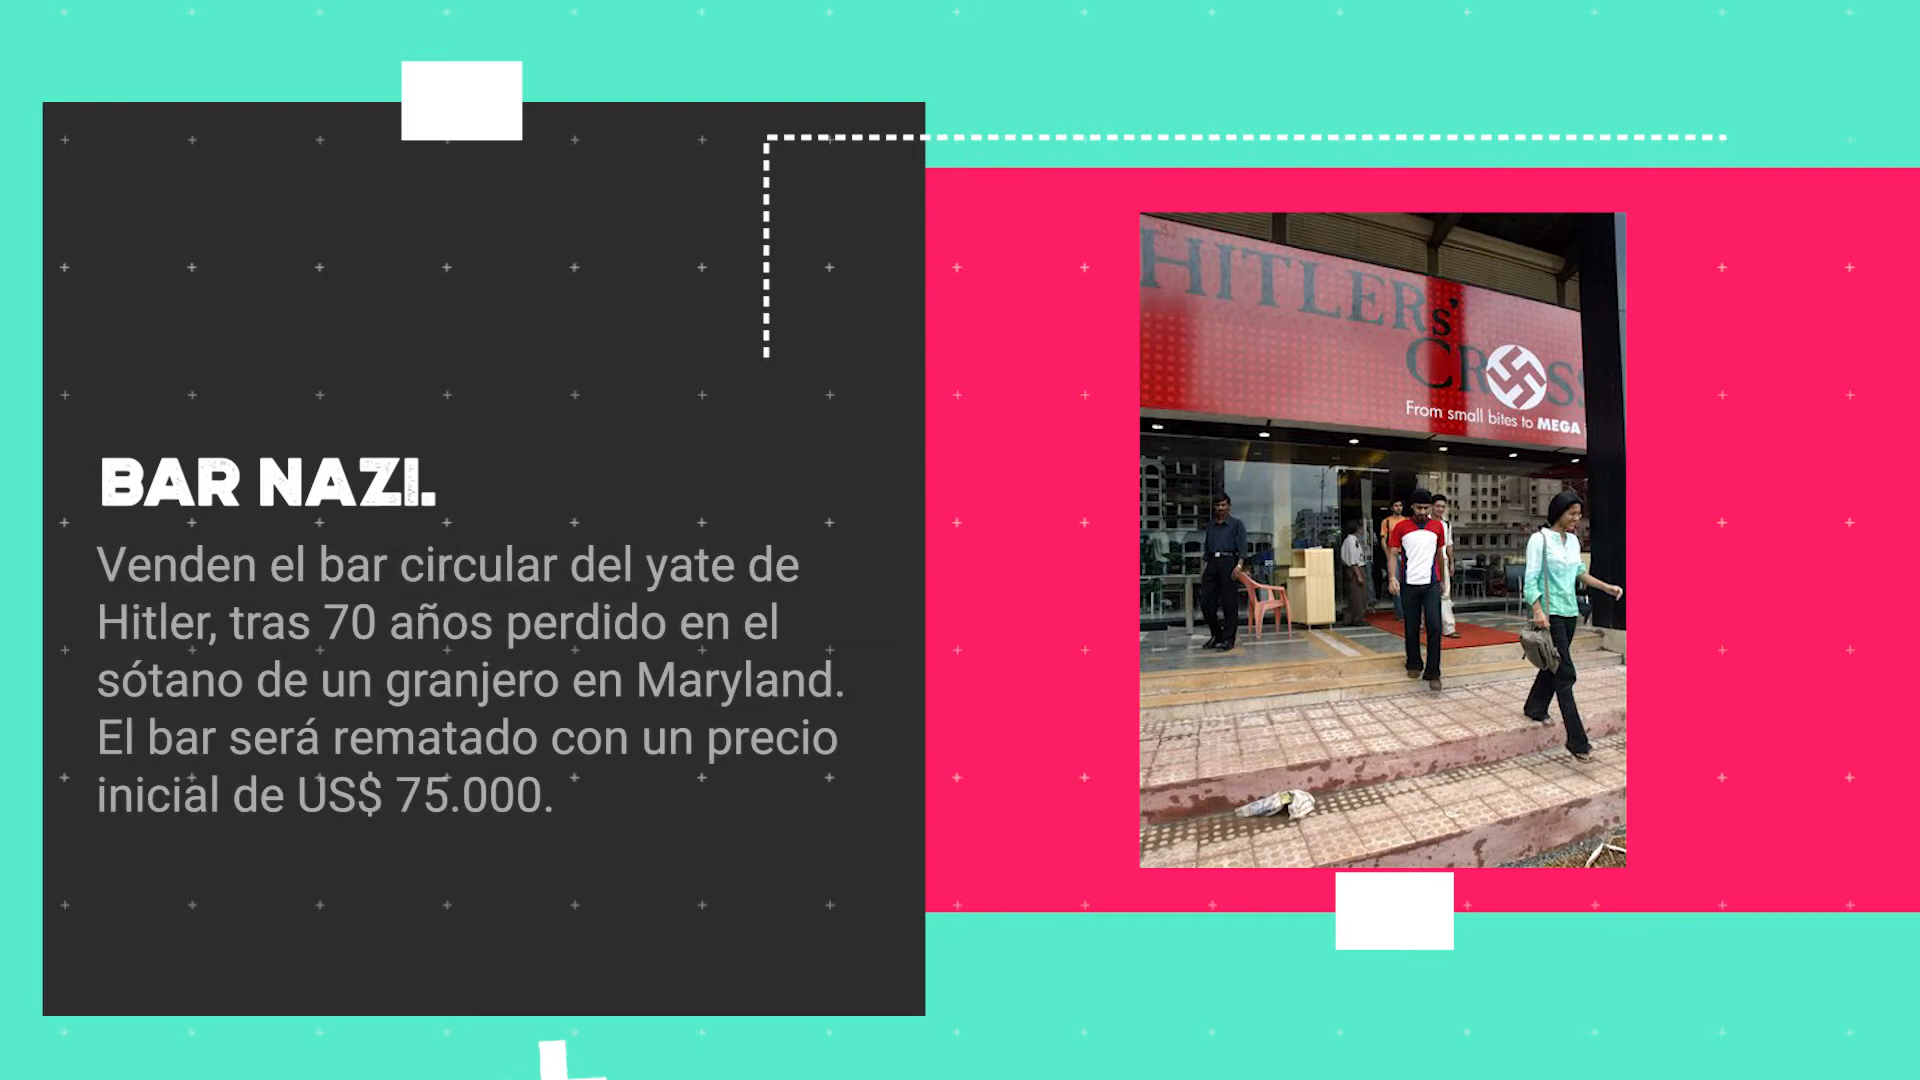 BAR NAZI.
Venden el bar circular del yate de
Hitler, tras 70 años perdido en el
sótano de un granjero en Maryland.
El bar será rematado con un precio
inicial de US$ 75.000.
HITLERs'
CROSS
From small bites to MEGA